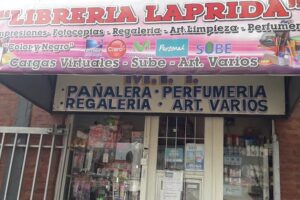 "LIBRERIA LAPRIDA"
Impresiones - Fotocopias - Regaleria - Art. Limpieza - Perfumeria
"Color y Negro"
Claro Personal SUBE
Cargas Virtuales - Sube - Art. Varios
PAÑALERA - PERFUMERIA
REGALERIA - ART. VARIOS